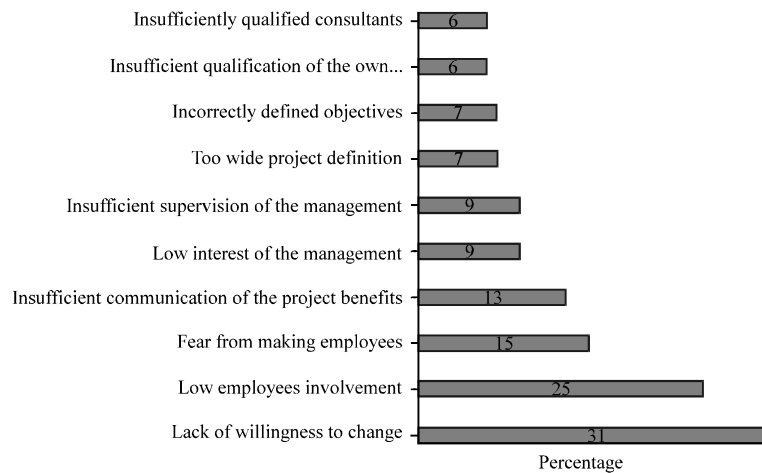 Insufficiently qualified consultants 6
Insufficient qualification of the own... 6
Incorrectly defined objectives 7
Too wide project definition 7
Insufficient supervision of the management 9
Low interest of the management 9
Insufficient communication of the project benefits 13
Fear from making employees 15
Low employees involvement 25
Lack of willingness to change 31
Percentage